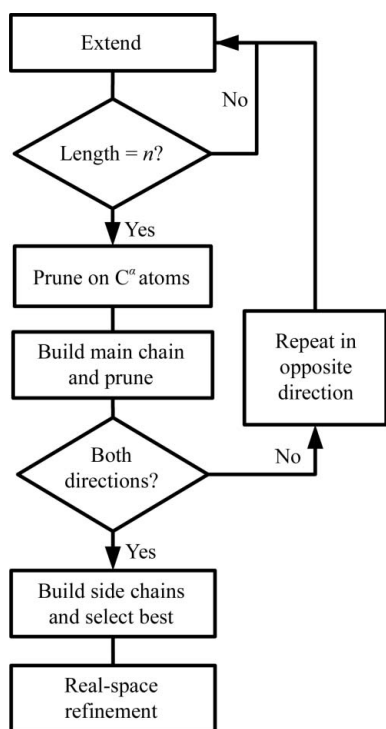 Extend
No
Length = n?
Yes
Prune on Cᵅ atoms
Build main chain
and prune
Repeat in
opposite
direction
Both
directions?
No
Yes
Build side chains
and select best
Real-space
refinement